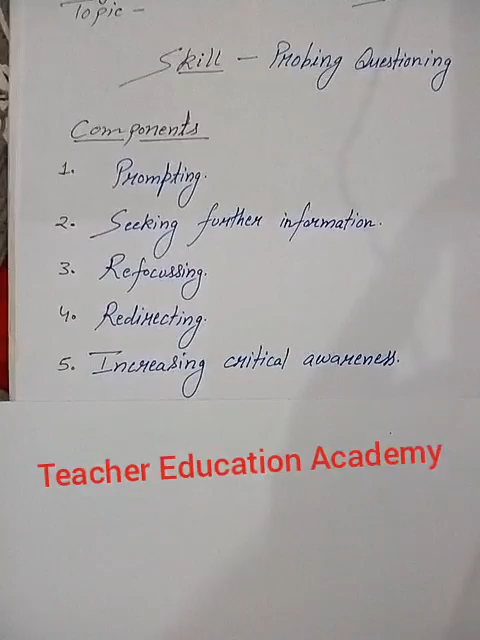 Topic -
Skill - Probing Questioning
Components
1. Prompting.
2. Seeking further information.
3. Refocussing.
4. Redirecting.
5. Increasing critical awareness.
Teacher Education Academy